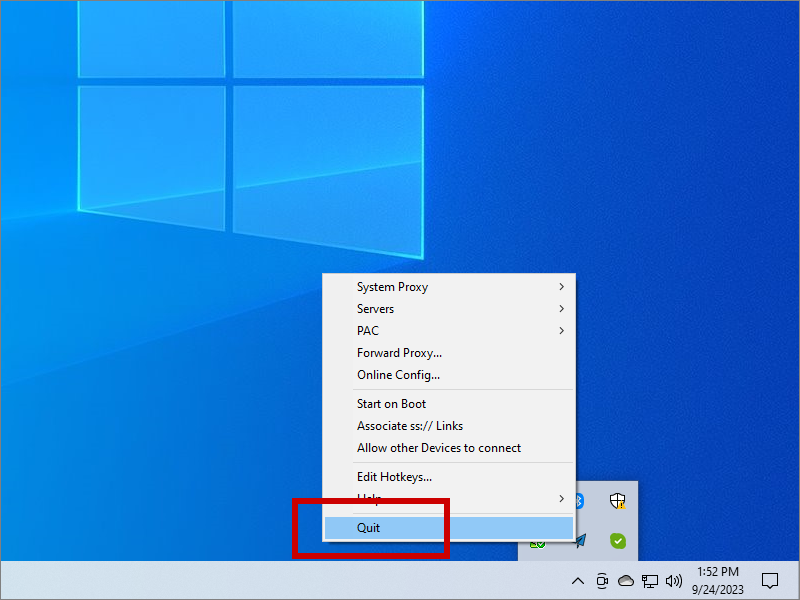 System Proxy
Servers
PAC
Forward Proxy...
Online Config...
Start on Boot
Associate ss:// Links
Allow other Devices to connect
Edit Hotkeys...
Help
Quit
1:52 PM
9/24/2023